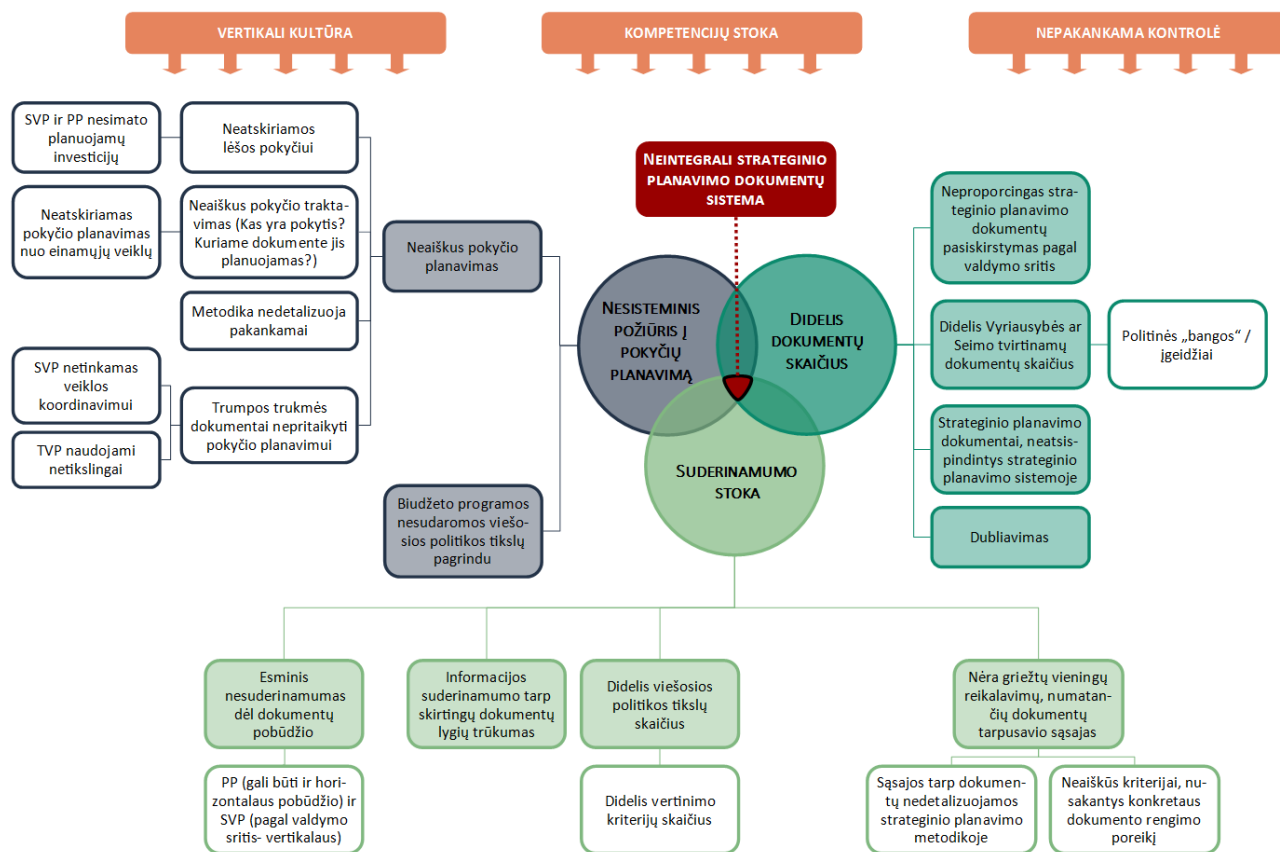 VERTIKALI KULTŪRA
KOMPETENCIJŲ STOKA
NEPAKANKAMA KONTROLĖ
SVP ir PP nesimato
planuojamų
investicijų
Neatskiriamos
lėšos pokyčiui
Neatskiriamas
pokyčio planavimas
nuo einamųjų veiklų
Neaiškus pokyčio trakta-
vimas (Kas yra pokytis?
Kuriame dokumente jis
planuojamas?)
Metodika nedetalizuoja
pakankamai
SVP netinkamas
veiklos
koordinavimui
TVP naudojami
netikslingai
Trumpos trukmės
dokumentai nepritaikyti
pokyčio planavimui
Neaiškus pokyčio
planavimas
Biudžeto programos
nesudaromos viešo-
sios politikos tikslų
pagrindu
NEINTEGRALI STRATEGINIO
PLANAVIMO DOKUMENTŲ
SISTEMA
NESISTEMINIS
POŽIŪRIS Į
POKYČIŲ
PLANAVIMĄ
DIDELIS
DOKUMENTŲ
SKAIČIUS
SUDERINAMUMO
STOKA
Neproporcingas stra-
teginio planavimo
dokumentų
pasiskirstymas pagal
valdymo sritis
Didelis Vyriausybės ar
Seimo tvirtinamų
dokumentų skaičius
Politinės „bangos“ /
įgeidžiai
Strateginio planavimo
dokumentai, neatsis-
pindintys strateginio
planavimo sistemoje
Dubliavimas
Esminis
nesuderinamumas
dėl dokumentų
pobūdžio
PP (gali būti ir hori-
zontalaus pobūdžio) ir
SVP (pagal valdymo
sritis- vertikalaus)
Informacijos
suderinamumo tarp
skirtingų dokumentų
lygių trūkumas
Didelis viešosios
politikos tikslų
skaičius
Didelis vertinimo
kriterijų skaičius
Nėra griežtų vieningų
reikalavimų, numatan-
čių dokumentų
tarpusavio sąsajas
Sąsajos tarp dokumen-
tų nedetalizuojamos
strateginio planavimo
metodikoje
Neaiškūs kriterijai, nu-
sakantys konkretaus
dokumento rengimo
poreikį